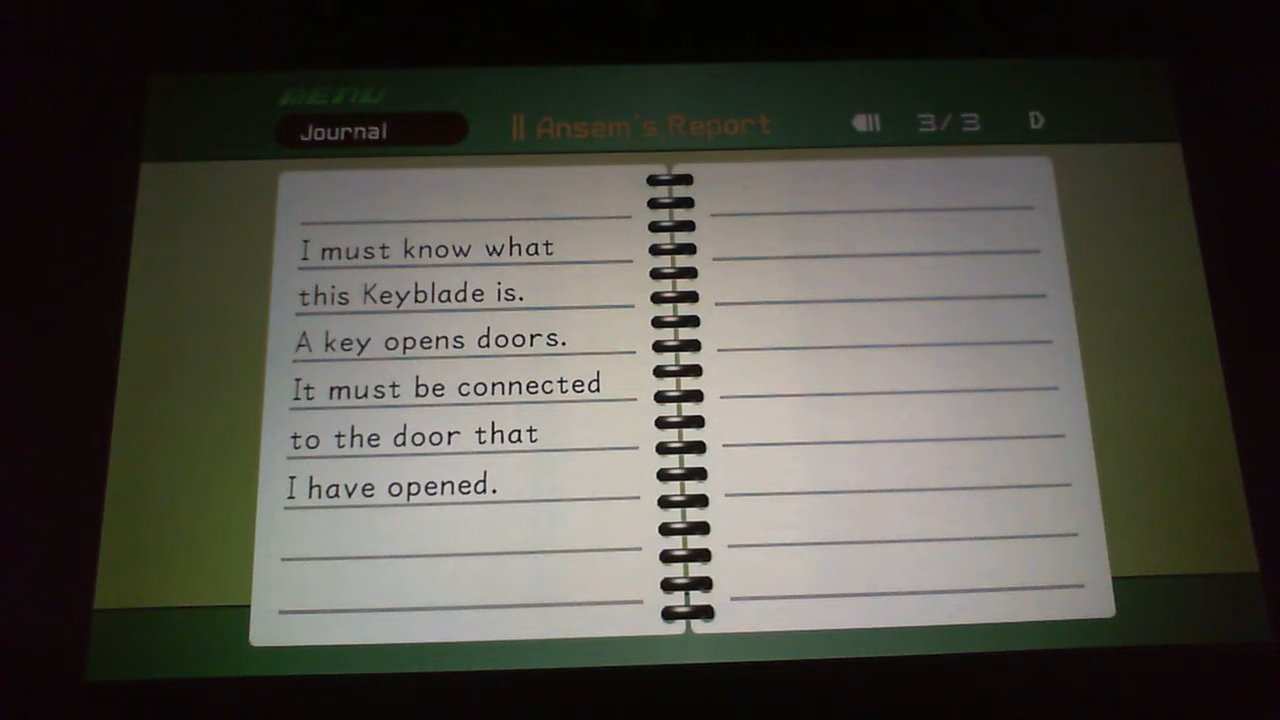 MENU
Journal
Ansem's Report
3/3
D
I must know what
this Keyblade is.
A key opens doors.
It must be connected
to the door that
I have opened.